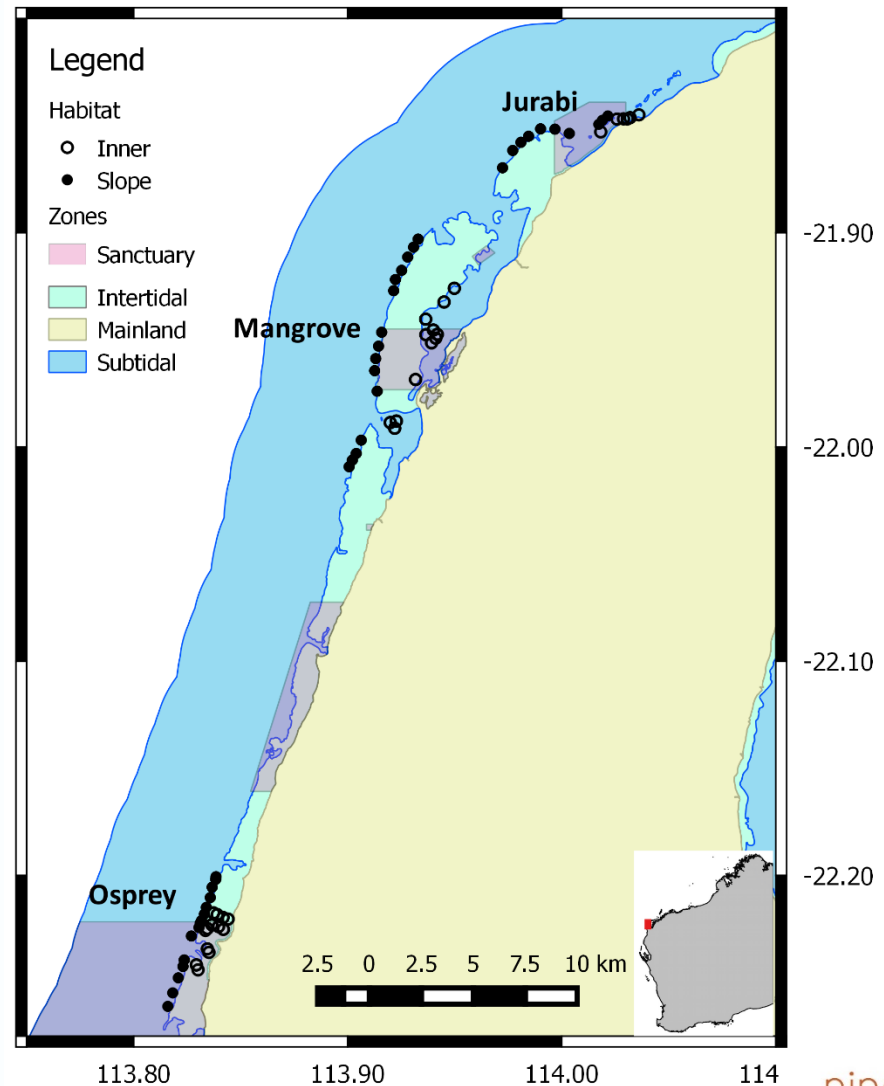 Legend
Habitat
Inner
Slope
Zones
Sanctuary
Intertidal
Mainland
Subtidal
Jurabi
Mangrove
Osprey
-21.90
-22.00
-22.10
-22.20
2.5 0 2.5 5 7.5 10 km
113.80 113.90 114.00 114